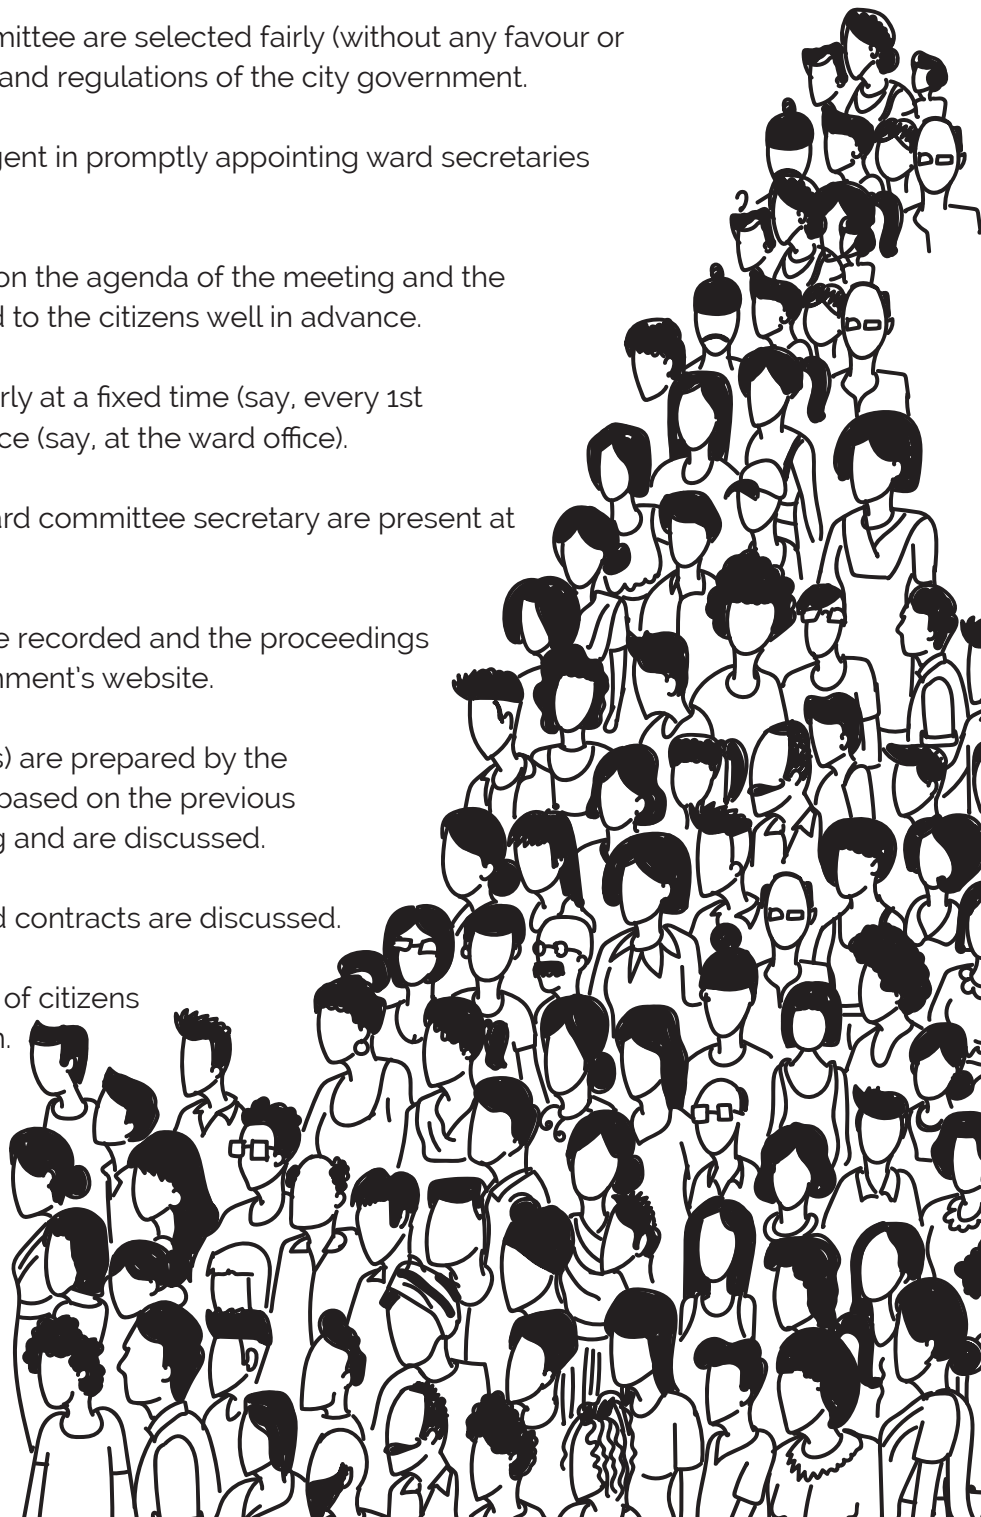 mittee are selected fairly (without any favour or
and regulations of the city government.
gent in promptly appointing ward secretaries
on the agenda of the meeting and the
d to the citizens well in advance.
rly at a fixed time (say, every 1st
ce (say, at the ward office).
ard committee secretary are present at
e recorded and the proceedings
nment's website.
s) are prepared by the
based on the previous
g and are discussed.
d contracts are discussed.
of citizens
n.